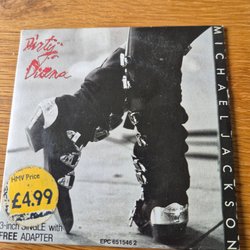 Dirty
Diana
MICHAEL JACKSON
HMV Price
£4.99
3-inch SINGLE with
FREE ADAPTER
EPC 651546 2